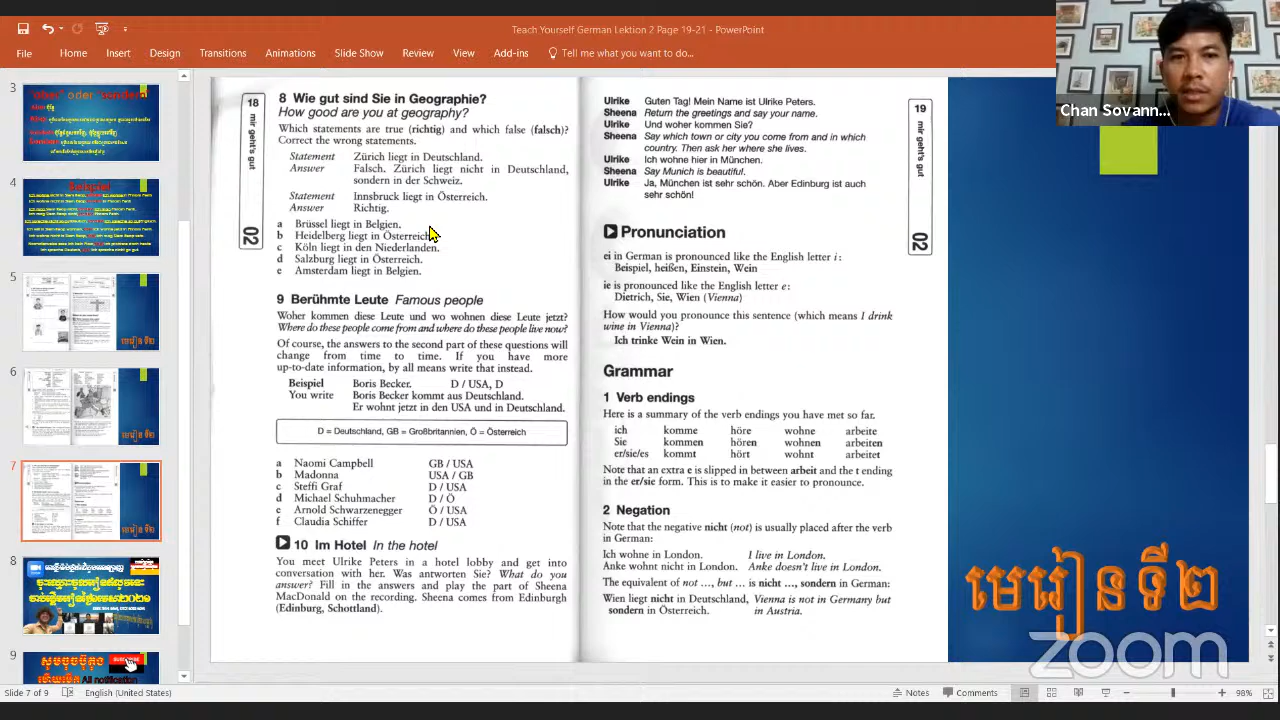 Teach Yourself German Lektion 2 Page 19-21 - PowerPoint
File Home Insert Design Transitions Animations Slide Show Review View Add-ins Tell me what you want to do...
Chan Sovann...
3
4
5
6
7
8
9
មេរៀនទី២
មេរៀនទី២
មេរៀនទី២
All notification
18
mir geht's gut
02
8 Wie gut sind Sie in Geographie?
How good are you at geography?
Which statements are true (richtig) and which false (falsch)?
Correct the wrong statements.
Statement Zürich liegt in Deutschland.
Answer Falsch. Zürich liegt nicht in Deutschland,
sondern in der Schweiz.
Statement Innsbruck liegt in Österreich.
Answer Richtig.
a Brüssel liegt in Belgien.
b Heidelberg liegt in Österreich.
c Köln liegt in den Niederlanden.
d Salzburg liegt in Österreich.
e Amsterdam liegt in Belgien.
9 Berühmte Leute Famous people
Woher kommen diese Leute und wo wohnen diese Leute jetzt?
Where do these people come from and where do these people live now?
Of course, the answers to the second part of these questions will
change from time to time. If you have more
up-to-date information, by all means write that instead.
Beispiel Boris Becker. D / USA, D
You write Boris Becker kommt aus Deutschland.
Er wohnt jetzt in den USA und in Deutschland.
D = Deutschland, GB = Großbritannien, Ö = Österreich
a Naomi Campbell GB / USA
b Madonna USA / GB
c Steffi Graf D / USA
d Michael Schuhmacher D / Ö
e Arnold Schwarzenegger Ö / USA
f Claudia Schiffer D / USA
10 Im Hotel In the hotel
You meet Ulrike Peters in a hotel lobby and get into
conversation with her. Was antworten Sie? What do you
answer? Fill in the answers and play the part of Sheena
MacDonald on the recording. Sheena comes from Edinburgh
(Edinburg, Schottland).
Ulrike Guten Tag! Mein Name ist Ulrike Peters.
Sheena Return the greetings and say your name.
Ulrike Und woher kommen Sie?
Sheena Say which town or city you come from and in which
country. Then ask her where she lives.
Ulrike Ich wohne hier in München.
Sheena Say Munich is beautiful.
Ulrike Ja, München ist sehr schön. Aber Edinburg ist auch
sehr schön!
19
mir geht's gut
02
Pronunciation
ei in German is pronounced like the English letter i:
Beispiel, heißen, Einstein, Wein
ie is pronounced like the English letter e:
Dietrich, Sie, Wien (Vienna)
How would you pronounce this sentence (which means I drink
wine in Vienna)?
Ich trinke Wein in Wien.
Grammar
1 Verb endings
Here is a summary of the verb endings you have met so far.
ich komme höre wohne arbeite
Sie kommen hören wohnen arbeiten
er/sie/es kommt hört wohnt arbeitet
Note that an extra e is slipped in between arbeit and the t ending
in the er/sie form. This is to make it easier to pronounce.
2 Negation
Note that the negative nicht (not) is usually placed after the verb
in German:
Ich wohne in London. I live in London.
Anke wohnt nicht in London. Anke doesn't live in London.
The equivalent of not ..., but ... is nicht ..., sondern in German:
Wien liegt nicht in Deutschland, Vienna is not in Germany but
sondern in Österreich. in Austria.
មេរៀនទី២
zoom
Slide 7 of 9 English (United States) Notes Comments 98%